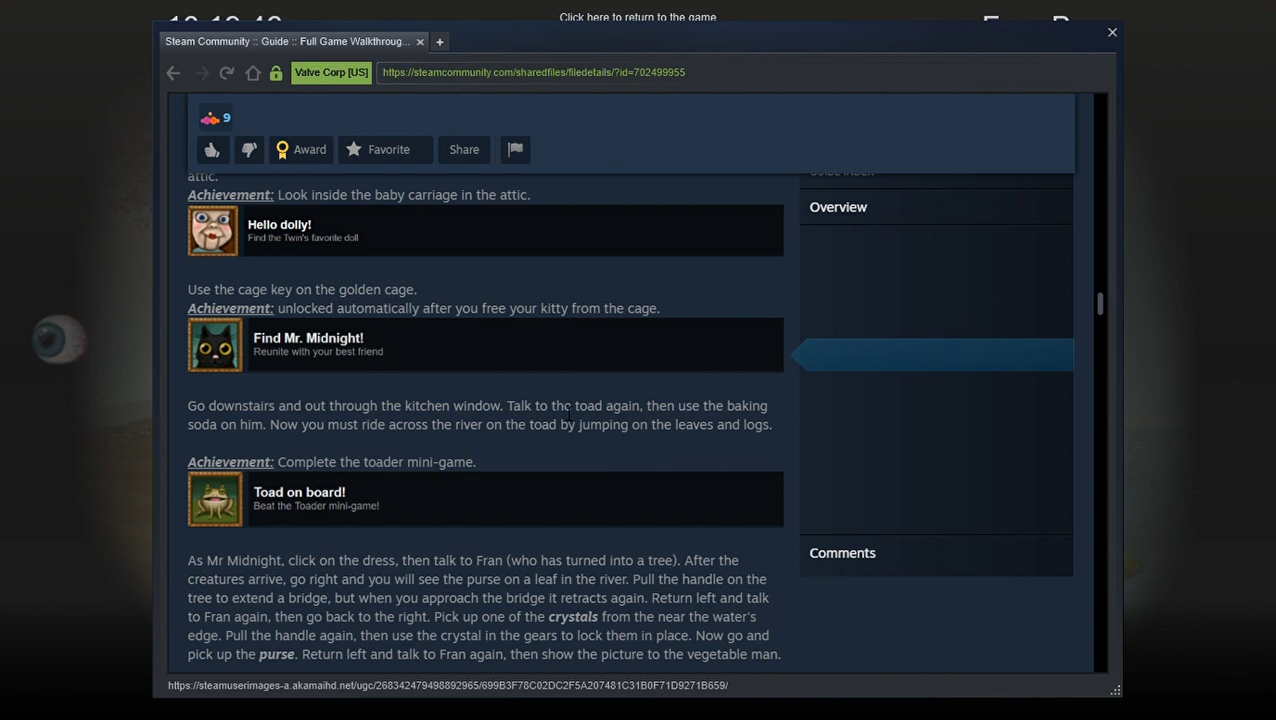 Click here to return to the game
Steam Community :: Guide :: Full Game Walkthroug...
Valve Corp [US]
https://steamcommunity.com/sharedfiles/filedetails/?id=702499955
9
Award
Favorite
Share
attic.
GUIDE INDEX
Achievement: Look inside the baby carriage in the attic.
Overview
Hello dolly!
Find the Twin's favorite doll
Use the cage key on the golden cage.
Achievement: unlocked automatically after you free your kitty from the cage.
Find Mr. Midnight!
Reunite with your best friend
Go downstairs and out through the kitchen window. Talk to the toad again, then use the baking
soda on him. Now you must ride across the river on the toad by jumping on the leaves and logs.
Achievement: Complete the toader mini-game.
Toad on board!
Beat the Toader mini-game!
Comments
As Mr Midnight, click on the dress, then talk to Fran (who has turned into a tree). After the
creatures arrive, go right and you will see the purse on a leaf in the river. Pull the handle on the
tree to extend a bridge, but when you approach the bridge it retracts again. Return left and talk
to Fran again, then go back to the right. Pick up one of the crystals from the near the water's
edge. Pull the handle again, then use the crystal in the gears to lock them in place. Now go and
pick up the purse. Return left and talk to Fran again, then show the picture to the vegetable man.
https://steamuserimages-a.akamaihd.net/ugc/268342479498892965/699B3F78C02DC2F5A207481C31B0F71D9271B659/